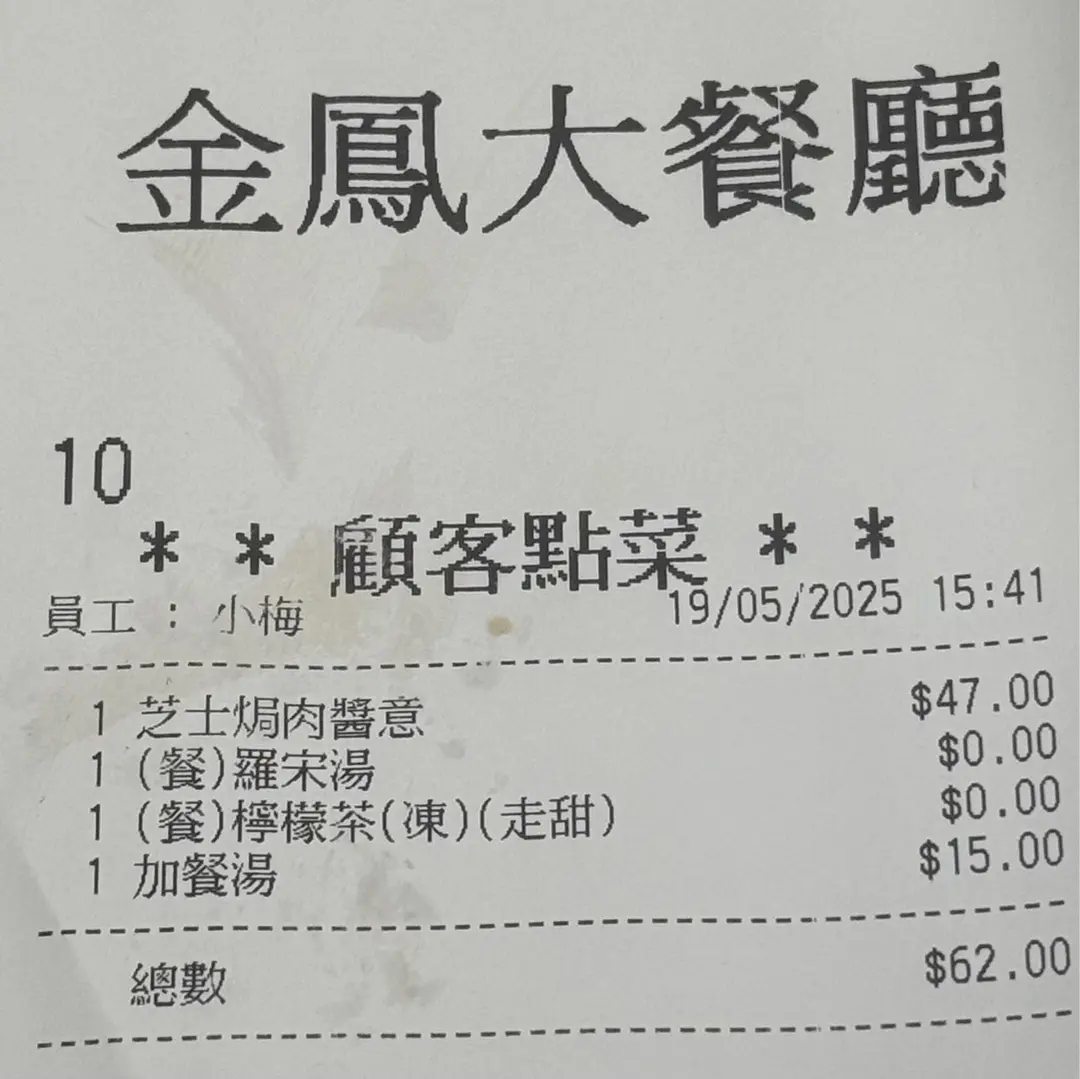 金鳳大餐廳
10
* * 顧客點菜 * *
員工 : 小梅 19/05/2025 15:41
1 芝士焗肉醬意 $47.00
1 (餐)羅宋湯 $0.00
1 (餐)檸檬茶(凍)(走甜) $0.00
1 加餐湯 $15.00
總數 $62.00